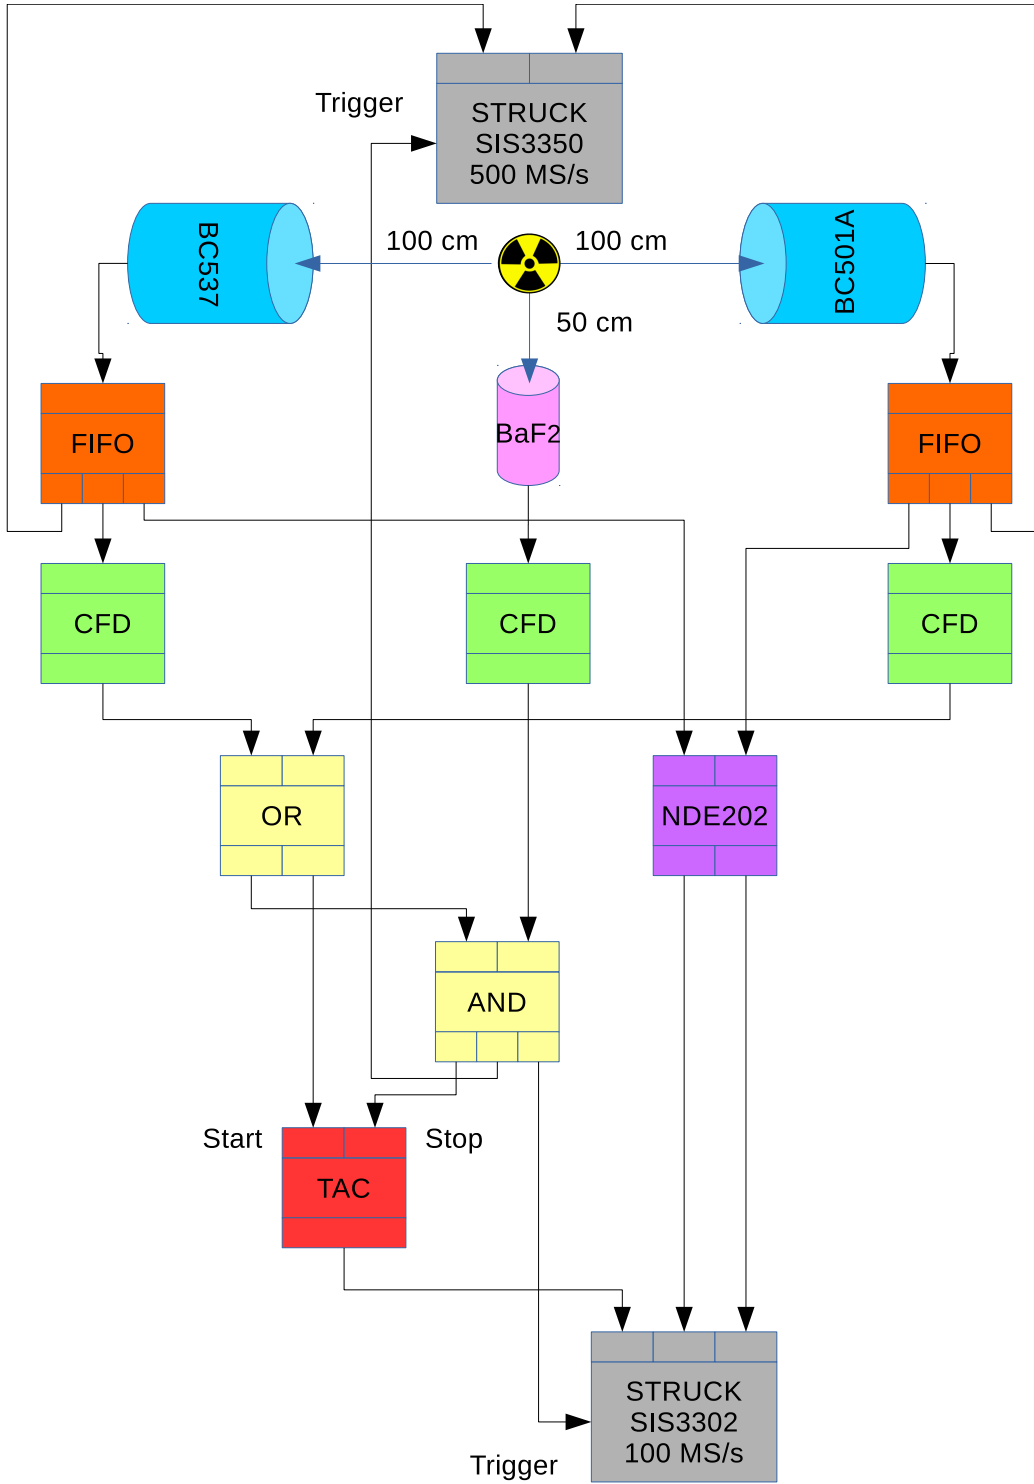 Trigger
STRUCK
SIS3350
500 MS/s
BC537
100 cm
100 cm
BC501A
50 cm
FIFO
BaF2
FIFO
CFD
CFD
CFD
OR
NDE202
AND
Start
Stop
TAC
STRUCK
SIS3302
100 MS/s
Trigger